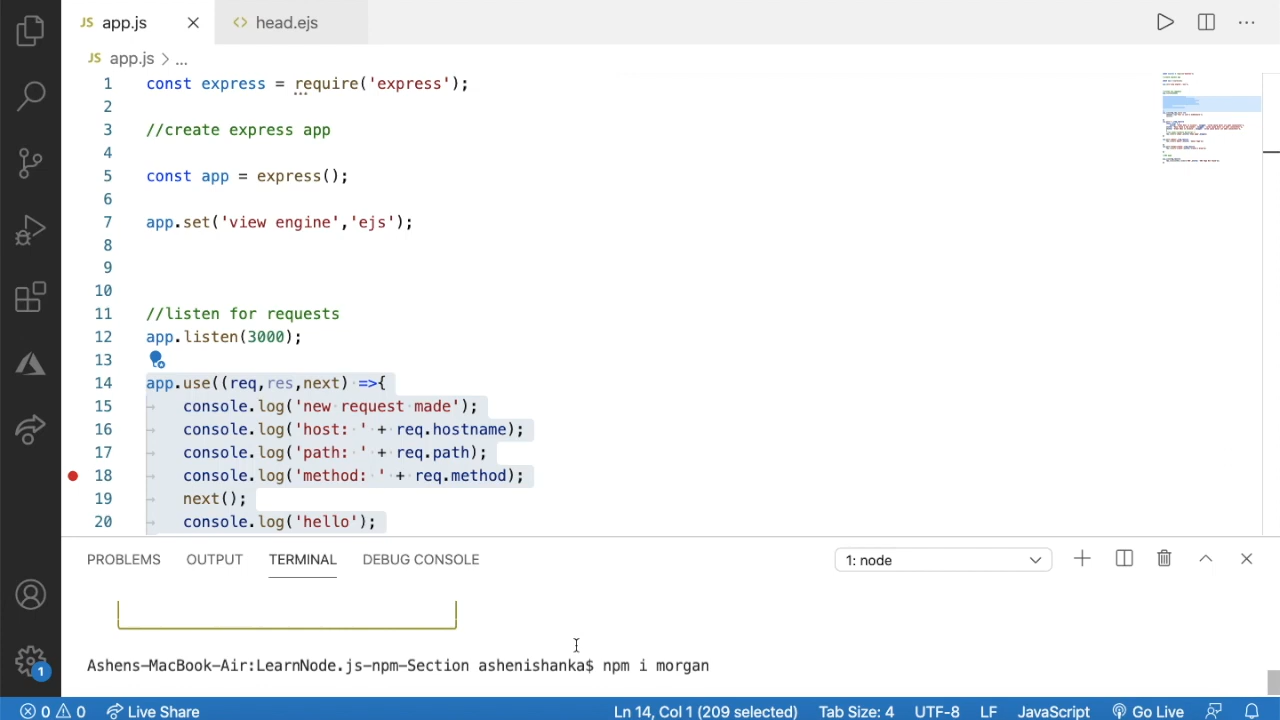 JS app.js
<> head.ejs
JS app.js > ...
1 const express = require('express');
2
3 //create express app
4
5 const app = express();
6
7 app.set('view engine','ejs');
8
9
10
11 //listen for requests
12 app.listen(3000);
13
14 app.use((req,res,next) =>{
15 console.log('new request made');
16 console.log('host: ' + req.hostname);
17 console.log('path: ' + req.path);
18 console.log('method: ' + req.method);
19 next();
20 console.log('hello');
PROBLEMS OUTPUT TERMINAL DEBUG CONSOLE 1: node
Ashens-MacBook-Air:LearnNode.js-npm-Section ashenishanka$ npm i morgan
1
0 0 Live Share Ln 14, Col 1 (209 selected) Tab Size: 4 UTF-8 LF JavaScript Go Live